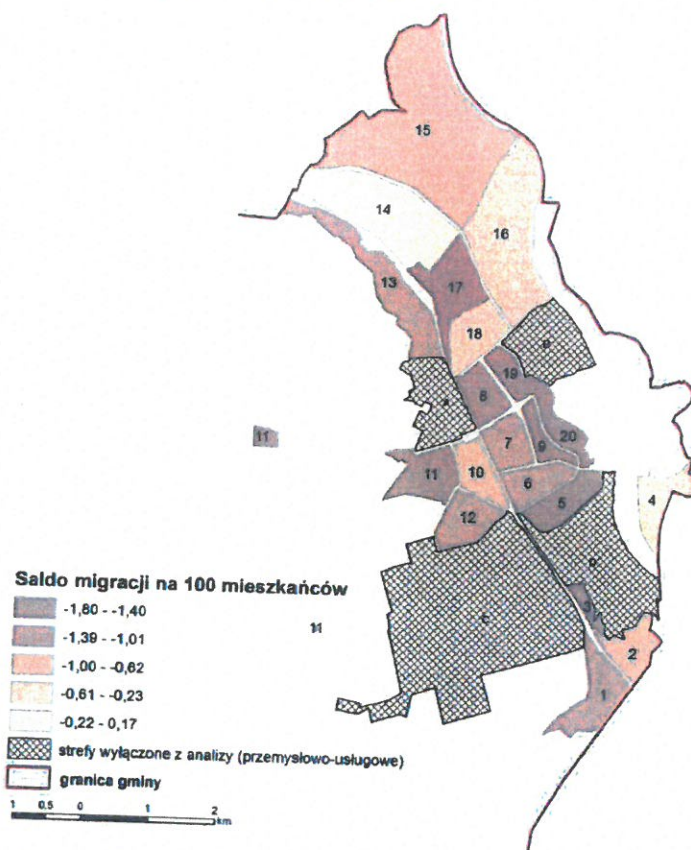 15
14
16
13
17
18
B
19
8
11
7
9
20
11
10
6
5
4
12
C
2
1
Saldo migracji na 100 mieszkańców
-1,80 - -1,40
-1,39 - -1,01
-1,00 - -0,62
-0,61 - -0,23
-0,22 - 0,17
strefy wyłączone z analizy (przemysłowo-usługowe)
granica gminy
1 0.5 0 1 2
km
11